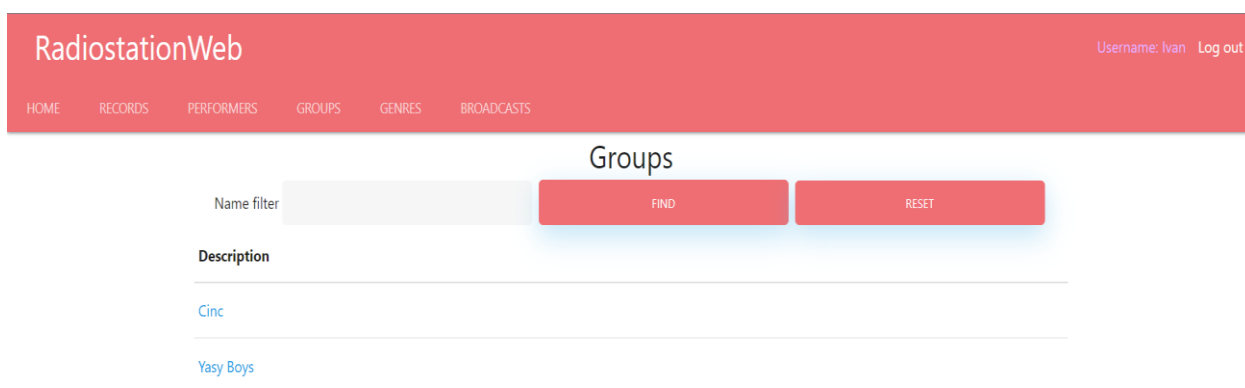 RadiostationWeb
Username: Ivan Log out
HOME RECORDS PERFORMERS GROUPS GENRES BROADCASTS
Groups
Name filter FIND RESET
Description
Cinc
Yasy Boys